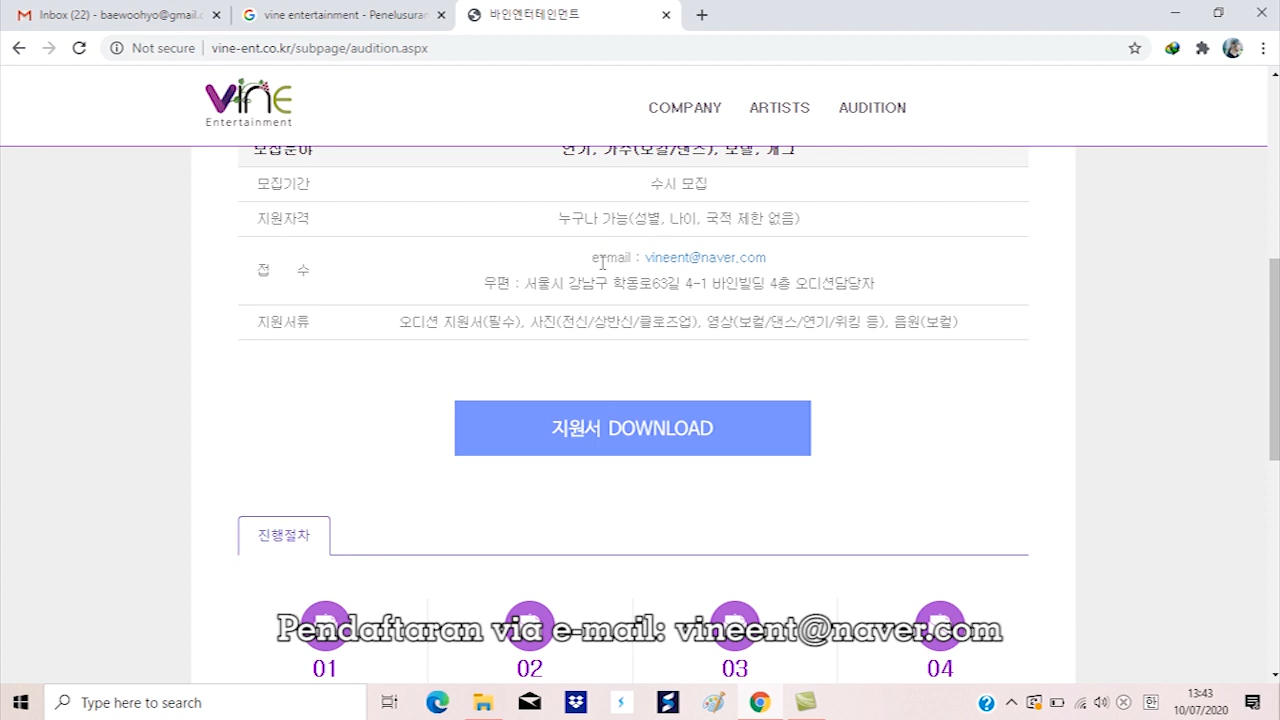 Inbox (22) - baewoohyo@gmail.c
vine entertainment - Penelusuran
바인엔터테인먼트
Not secure
vine-ent.co.kr/subpage/audition.aspx
vine
Entertainment
COMPANY
ARTISTS
AUDITION
모집분야 연기, 가수(보컬/댄스), 모델, 개그
모집기간 수시 모집
지원자격 누구나 가능(성별, 나이, 국적 제한 없음)
접 수
e-mail : vineent@naver.com
우편 : 서울시 강남구 학동로63길 4-1 바인빌딩 4층 오디션담당자
지원서류 오디션 지원서(필수), 사진(전신/상반신/클로즈업), 영상(보컬/댄스/연기/워킹 등), 음원(보컬)
지원서 DOWNLOAD
진행절차
Pendaftaran via e-mail: vineent@naver.com
01 02 03 04
Type here to search
한
13:43
10/07/2020